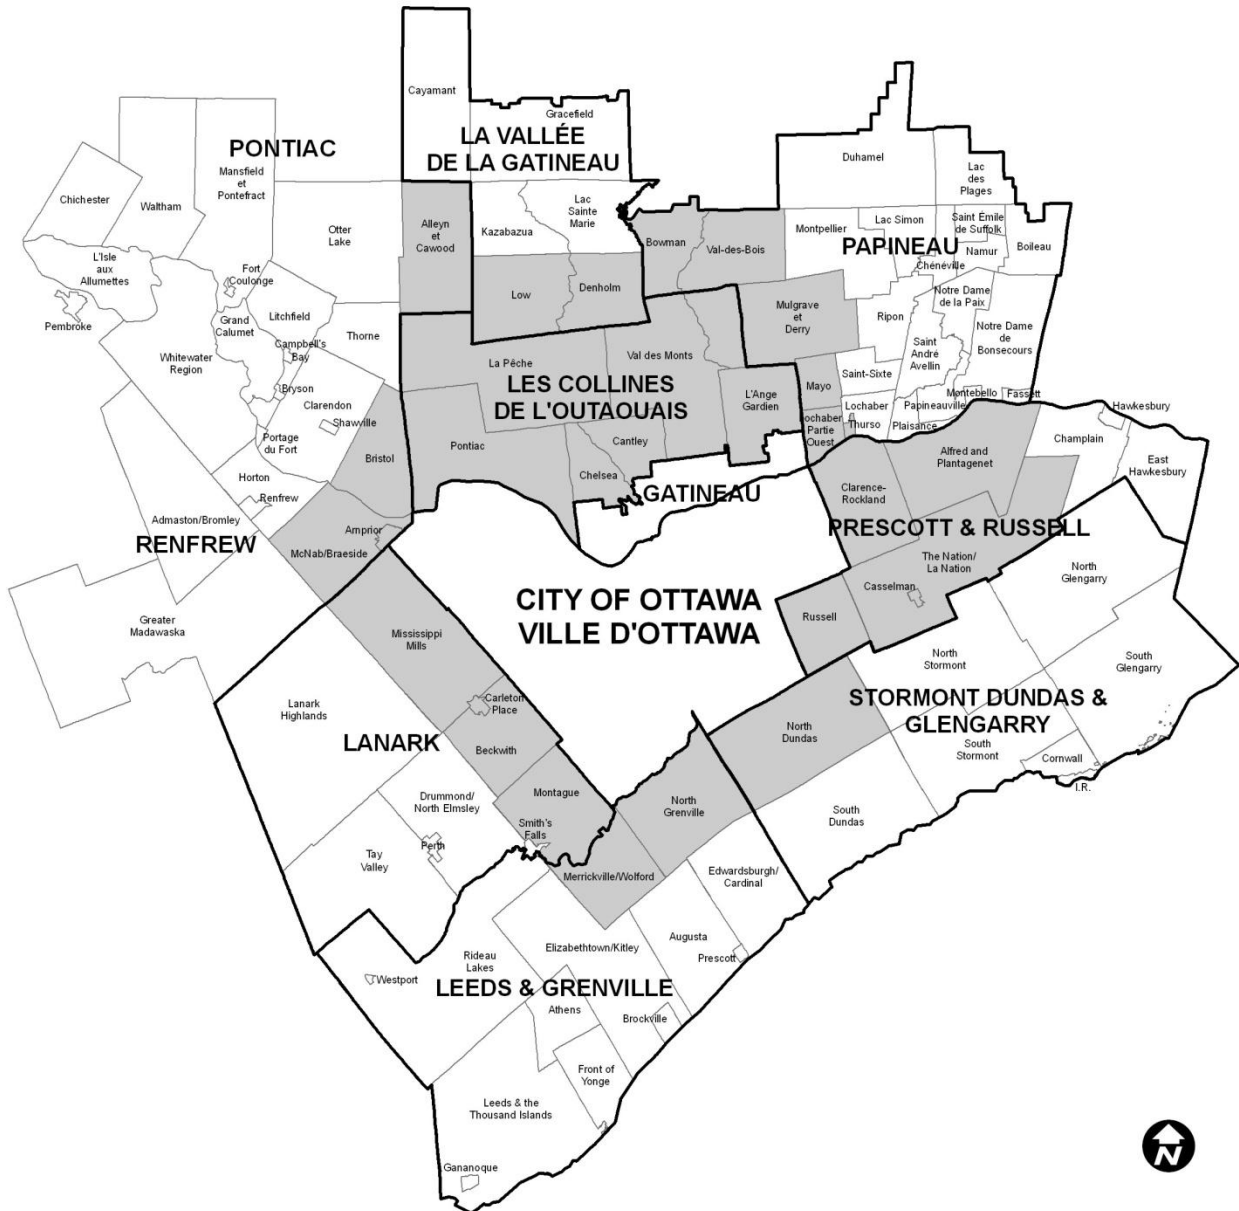 Cayamant
Gracefield
LA VALLÉE
DE LA GATINEAU
PONTIAC
Mansfield
et
Pontefract
Chichester
Waltham
Duhamel
Lac
des
Plages
Otter
Lake
Alleyn
et
Cawood
Kazabazua
Lac
Sainte
Marie
Bowman
Val-des-Bois
Montpellier
Lac Simon
Saint Émile
de Suffolk
PAPINEAU
Namur
Boileau
Chénéville
L'Isle
aux
Allumettes
Fort
Coulonge
Low
Denholm
Notre Dame
de la Paix
Pembroke
Grand
Calumet
Litchfield
Mulgrave
et
Derry
Ripon
Notre Dame
de
Bonsecours
Campbell's
Bay
Thorne
Saint
André
Avellin
Whitewater
Region
La Pêche
Val des Monts
Saint-Sixte
Bryson
LES COLLINES
DE L'OUTAOUAIS
L'Ange
Gardien
Mayo
Clarendon
Shawville
Lochaber
Papineauville
Montebello
Fassett
Hawkesbury
Lochaber
Partie
Ouest
Thurso
Plaisance
Portage
du Fort
Bristol
Pontiac
Cantley
Chelsea
Champlain
Alfred and
Plantagenet
East
Hawkesbury
Horton
Renfrew
GATINEAU
Clarence-
Rockland
Admaston/Bromley
RENFREW
Arnprior
McNab/Braeside
PRESCOTT & RUSSELL
The Nation/
La Nation
Casselman
North
Glengarry
CITY OF OTTAWA
VILLE D'OTTAWA
Russell
Greater
Madawaska
Mississippi
Mills
North
Stormont
South
Glengarry
Lanark
Highlands
Carleton
Place
STORMONT DUNDAS &
GLENGARRY
LANARK
Beckwith
North
Dundas
South
Stormont
Cornwall
I.R.
Drummond/
North Elmsley
Montague
North
Grenville
South
Dundas
Smith's
Falls
Perth
Tay
Valley
Merrickville/Wolford
Edwardsburgh/
Cardinal
Augusta
Prescott
Elizabethtown/Kitley
Rideau
Lakes
Westport
LEEDS & GRENVILLE
Athens
Brockville
Front of
Yonge
Leeds & the
Thousand Islands
Gananoque
N